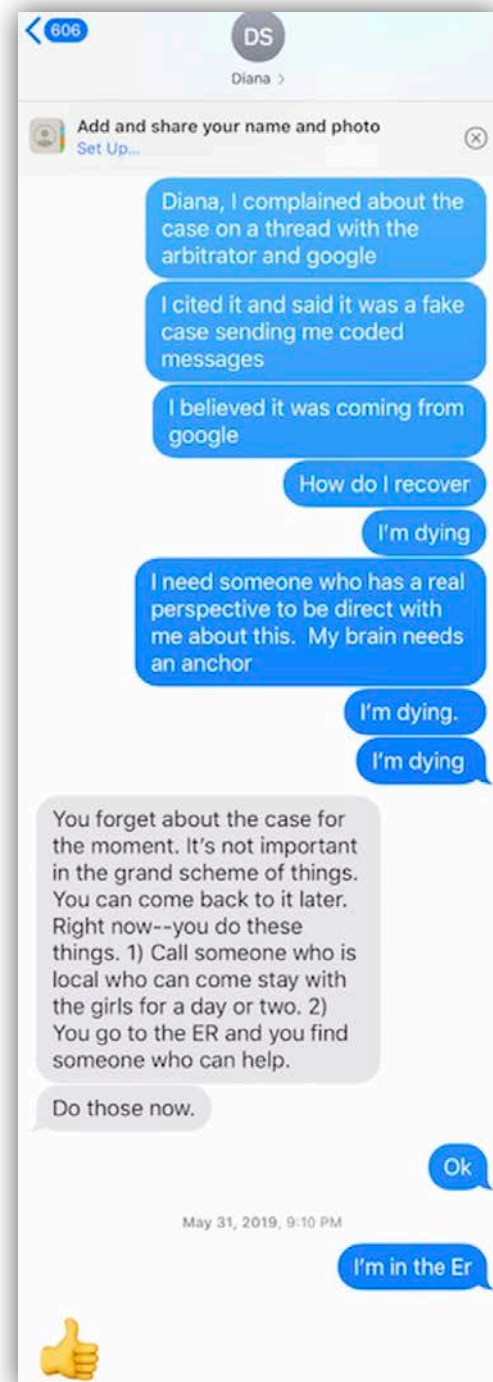 606
DS
Diana >
Add and share your name and photo
Set Up...
Diana, I complained about the
case on a thread with the
arbitrator and google
I cited it and said it was a fake
case sending me coded
messages
I believed it was coming from
google
How do I recover
I'm dying
I need someone who has a real
perspective to be direct with
me about this.  My brain needs
an anchor
I'm dying.
I'm dying
You forget about the case for
the moment. It's not important
in the grand scheme of things.
You can come back to it later.
Right now--you do these
things. 1) Call someone who is
local who can come stay with
the girls for a day or two. 2)
You go to the ER and you find
someone who can help.
Do those now.
Ok
May 31, 2019, 9:10 PM
I'm in the Er